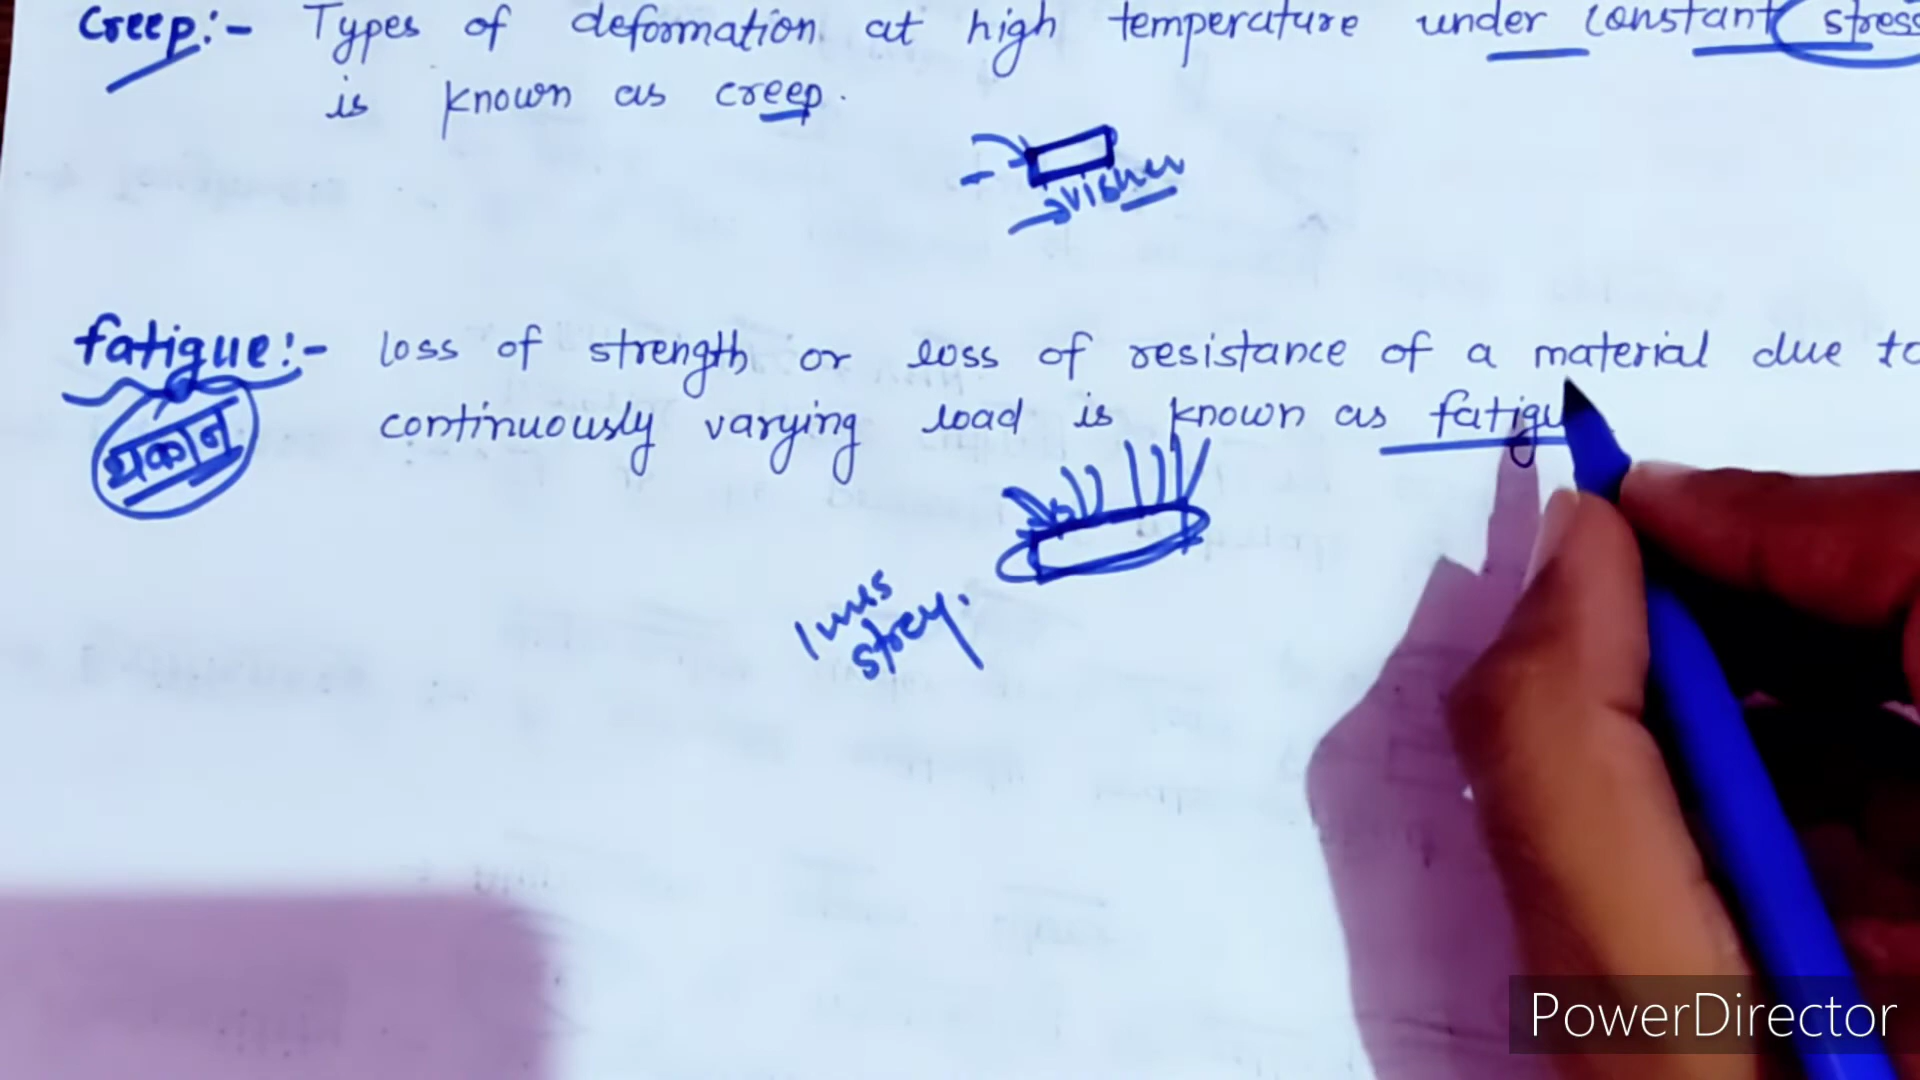 Creep:- Types of deformation at high temperature under constant stress
is known as creep.
fatigue:- loss of strength or loss of resistance of a material due to
continuously varying load is known as fatigu
थकान
PowerDirector